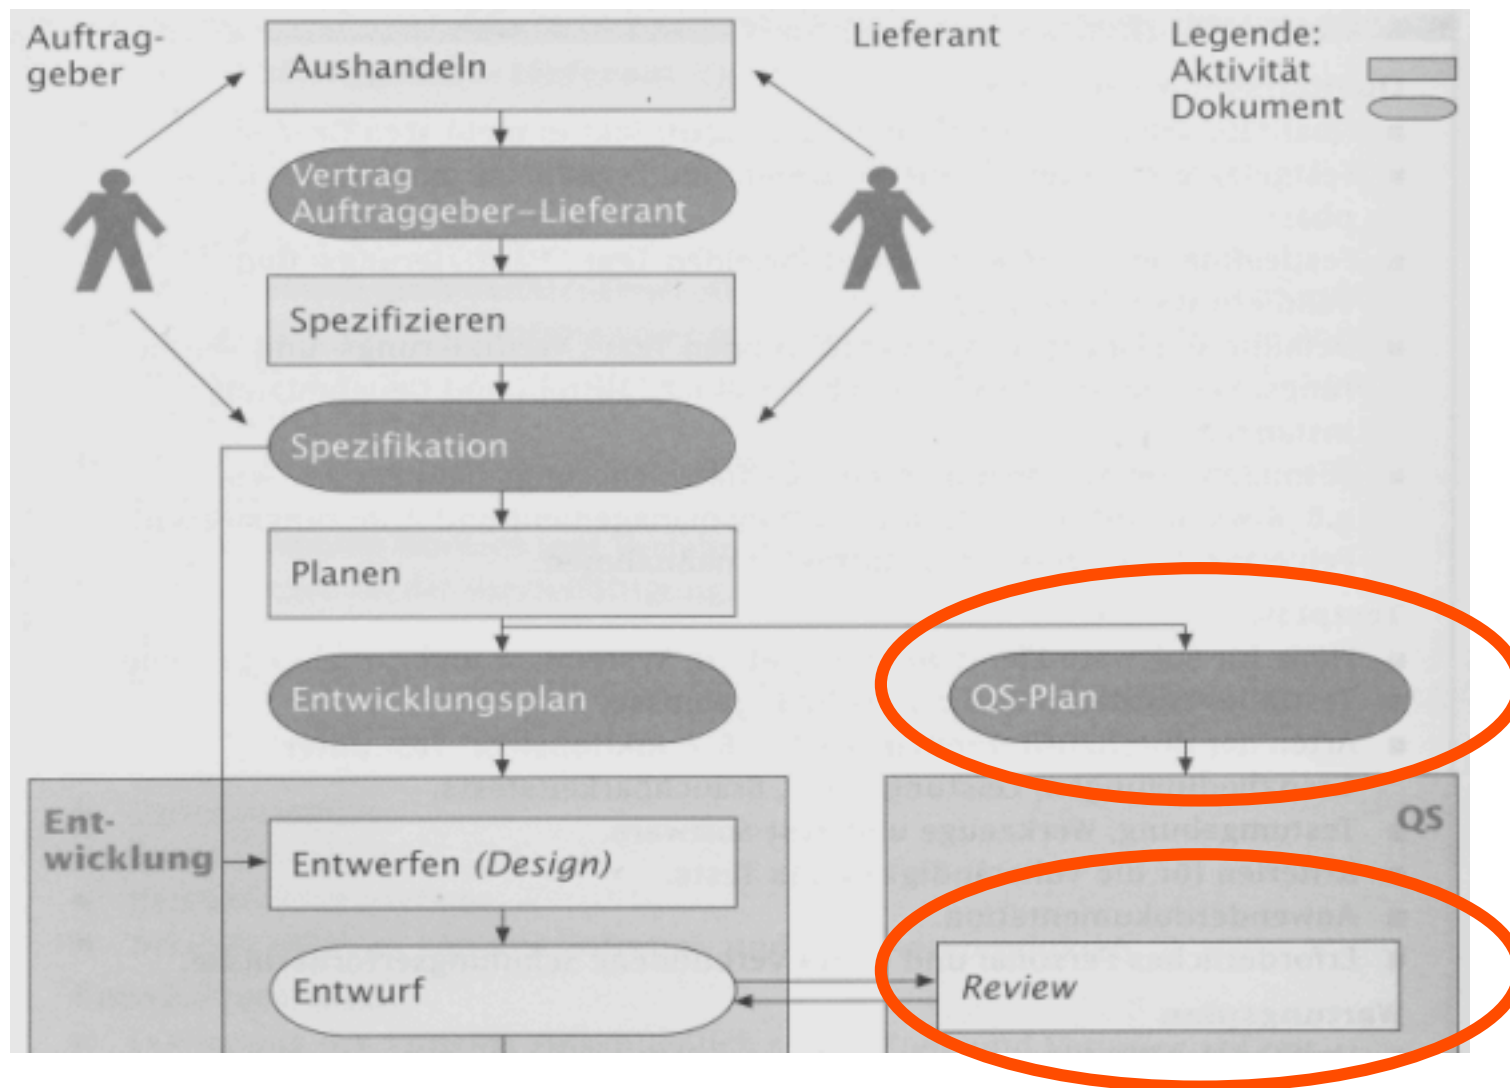 Auftrag-
geber
Aushandeln
Lieferant
Legende:
Aktivität
Dokument
Vertrag
Auftraggeber–Lieferant
Spezifizieren
Spezifikation
Planen
Entwicklungsplan
QS-Plan
Ent-
wicklung
QS
Entwerfen (Design)
Entwurf
Review